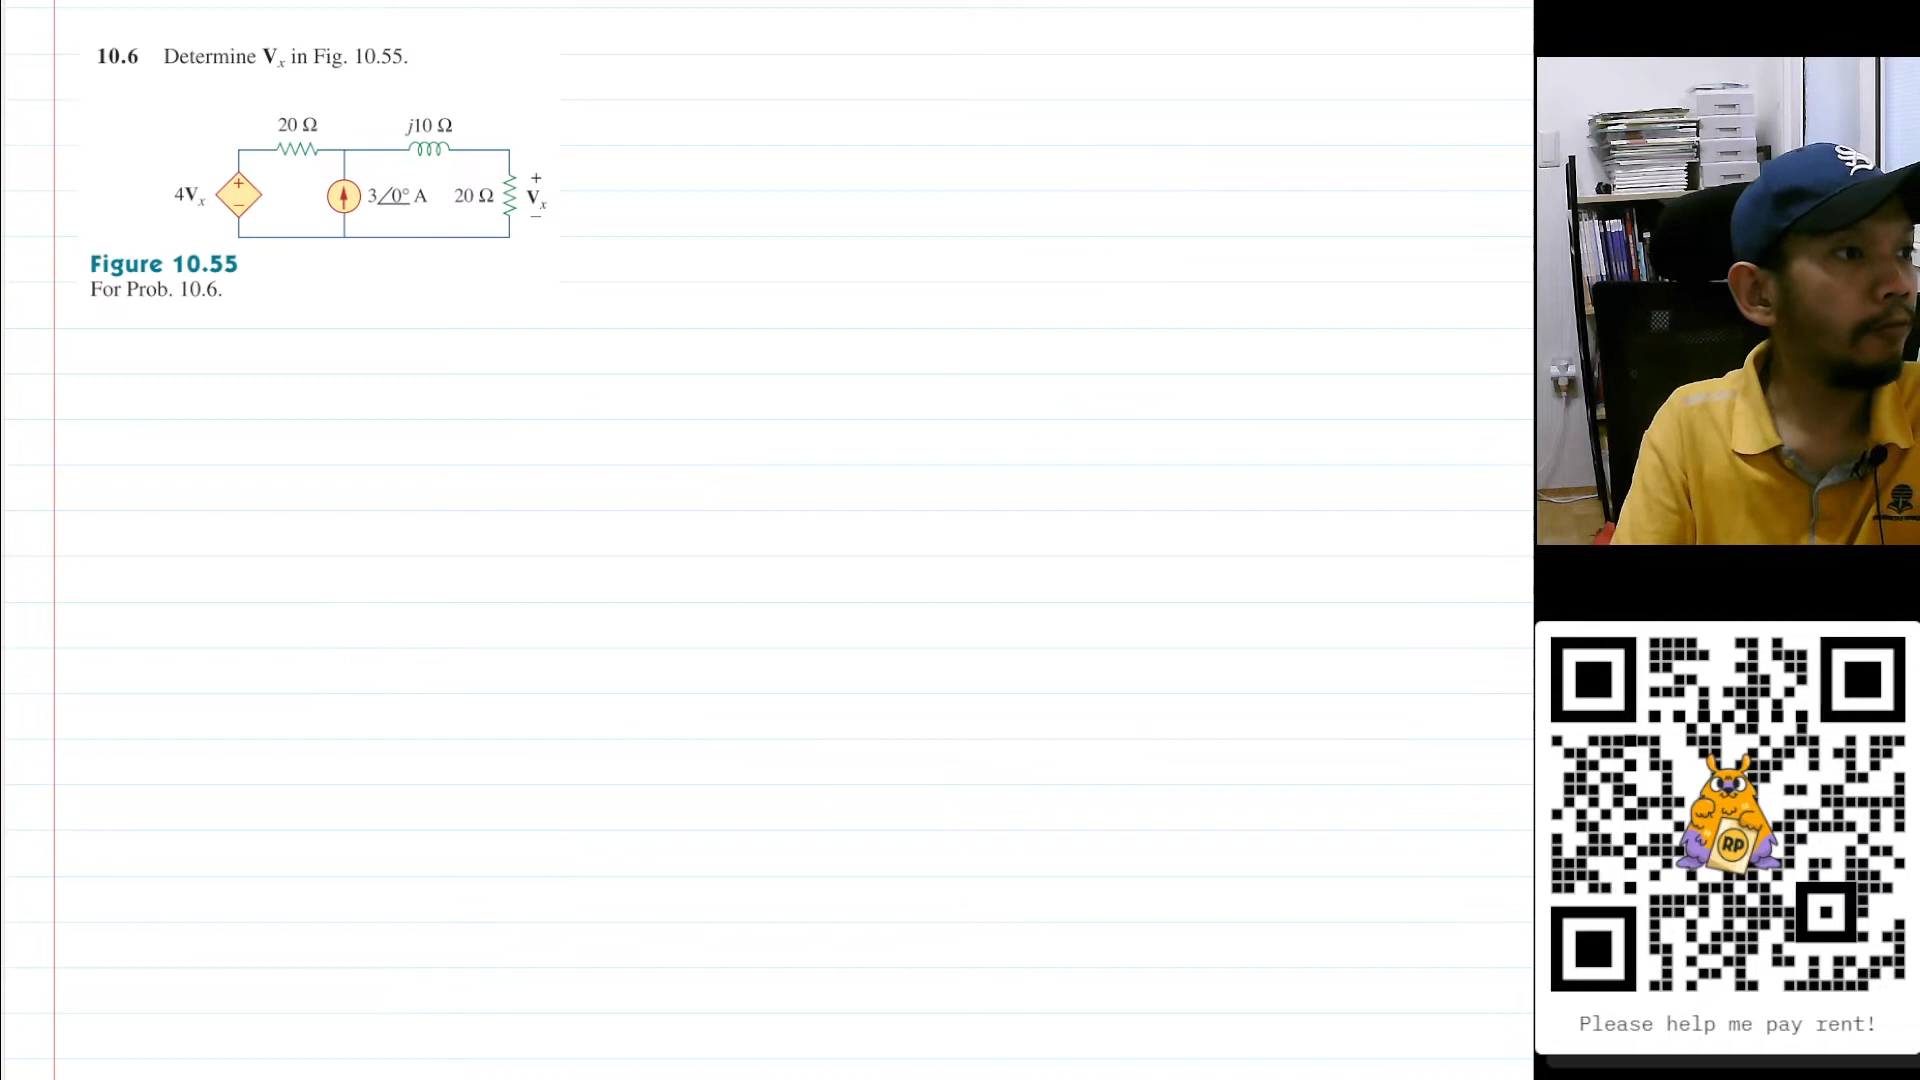 10.6 Determine Vₓ in Fig. 10.55.
20 Ω
j10 Ω
4Vₓ
+
−
3∠0° A
20 Ω
+
Vₓ
−
Figure 10.55
For Prob. 10.6.
RP
Please help me pay rent!